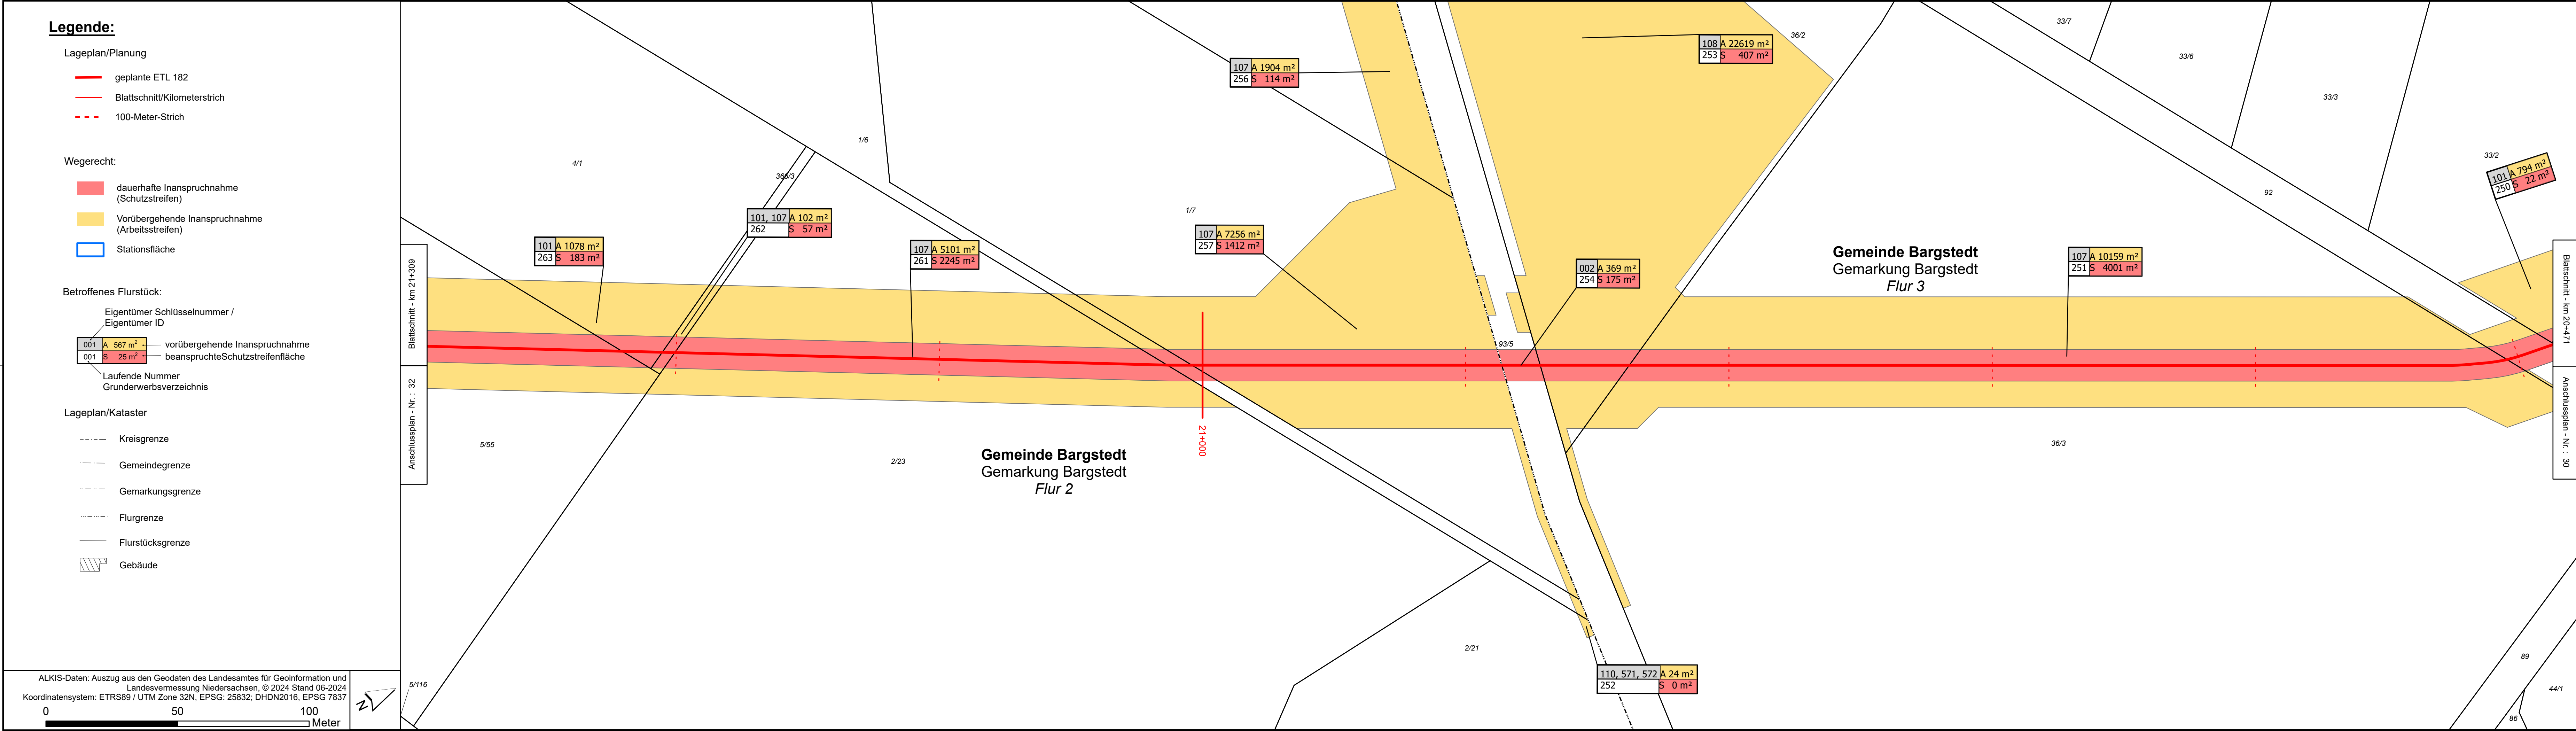 Legende:
Lageplan/Planung
geplante ETL 182
Blattschnitt/Kilometerstrich
100-Meter-Strich
Wegerecht:
dauerhafte Inanspruchnahme
(Schutzstreifen)
Vorübergehende Inanspruchnahme
(Arbeitsstreifen)
Stationsfläche
Betroffenes Flurstück:
Eigentümer Schlüsselnummer /
Eigentümer ID
001 A 567 m² vorübergehende Inanspruchnahme
001 S 25 m² beanspruchteSchutzstreifenfläche
Laufende Nummer
Grunderwerbsverzeichnis
Lageplan/Kataster
Kreisgrenze
Gemeindegrenze
Gemarkungsgrenze
Flurgrenze
Flurstücksgrenze
Gebäude
ALKIS-Daten: Auszug aus den Geodaten des Landesamtes für Geoinformation und
Landesvermessung Niedersachsen, © 2024 Stand 06-2024
Koordinatensystem: ETRS89 / UTM Zone 32N, EPSG: 25832; DHDN2016, EPSG 7837
0 50 100
Meter
N
Blattschnitt - km 21+309
Anschlussplan - Nr. : 32
4/1
1/6
366/3
101 A 1078 m²
263 S 183 m²
101, 107 A 102 m²
262 S 57 m²
107 A 5101 m²
261 S 2245 m²
107 A 1904 m²
256 S 114 m²
1/7
107 A 7256 m²
257 S 1412 m²
108 A 22619 m²
253 S 407 m²
36/2
002 A 369 m²
254 S 175 m²
93/5
21+000
Gemeinde Bargstedt
Gemarkung Bargstedt
Flur 2
Gemeinde Bargstedt
Gemarkung Bargstedt
Flur 3
107 A 10159 m²
251 S 4001 m²
33/7
33/6
33/3
33/2
92
101 A 794 m²
250 S 22 m²
Blattschnitt - km 20+471
Anschlussplan - Nr. : 30
5/55
2/23
36/3
5/116
2/21
110, 571, 572 A 24 m²
252 S 0 m²
89
44/1
86